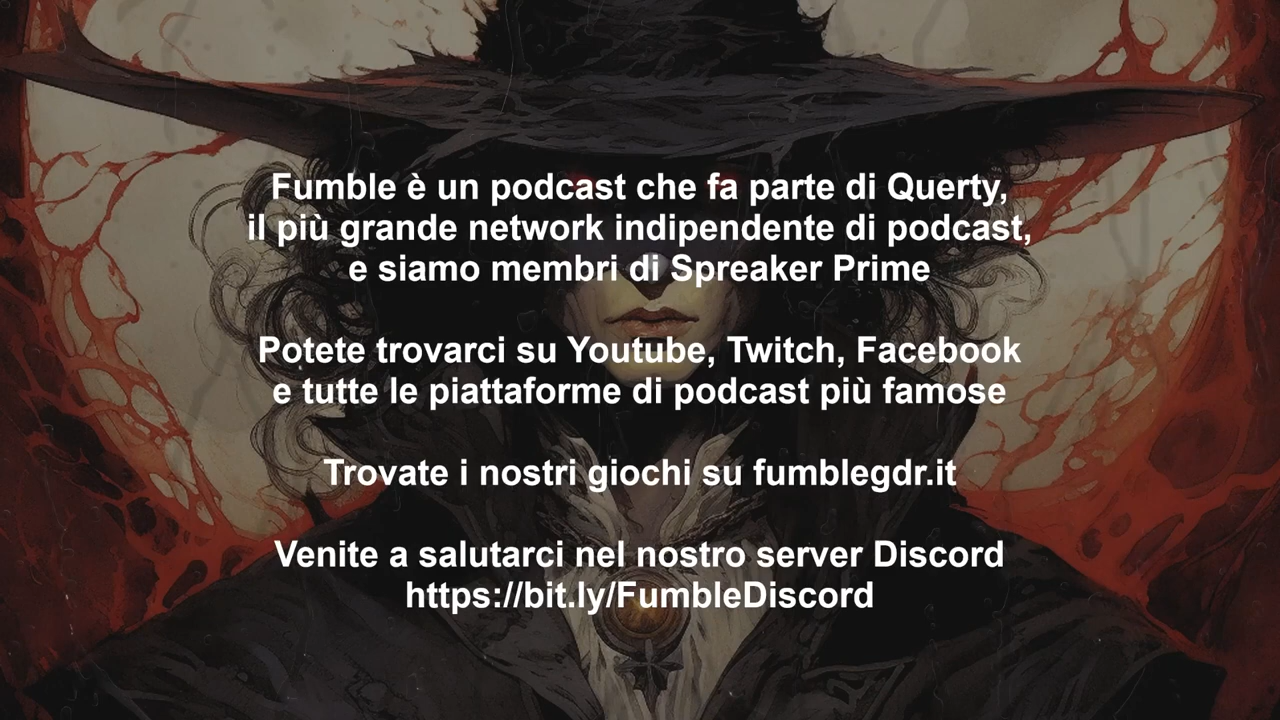 Fumble è un podcast che fa parte di Querty,
il più grande network indipendente di podcast,
e siamo membri di Spreaker Prime
Potete trovarci su Youtube, Twitch, Facebook
e tutte le piattaforme di podcast più famose
Trovate i nostri giochi su fumblegdr.it
Venite a salutarci nel nostro server Discord
https://bit.ly/FumbleDiscord